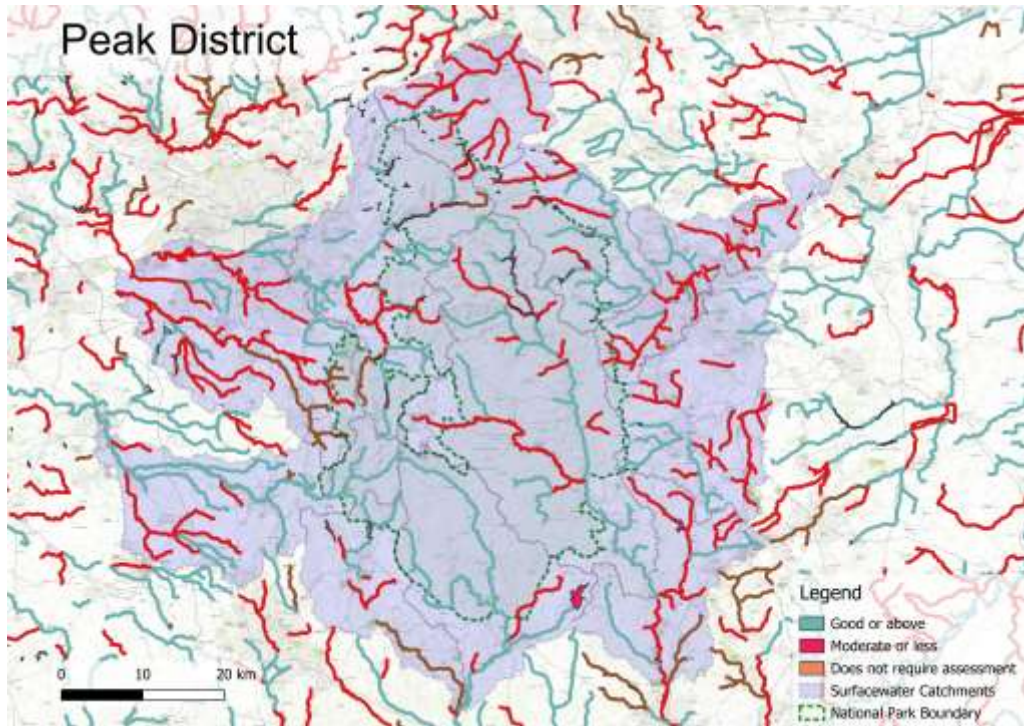 Peak District
Legend
Good or above
Moderate or less
Does not require assessment
Surfacewater Catchments
National Park Boundary
0 10 20 km